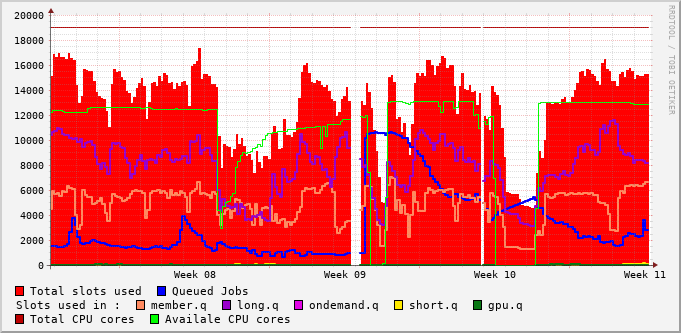 20000
18000
16000
14000
12000
10000
8000
6000
4000
2000
0
Week 08 Week 09 Week 10 Week 11
Total slots used Queued Jobs
Slots used in : member.q long.q ondemand.q short.q gpu.q
Total CPU cores Availale CPU cores
RRDTOOL / TOBI OETIKER